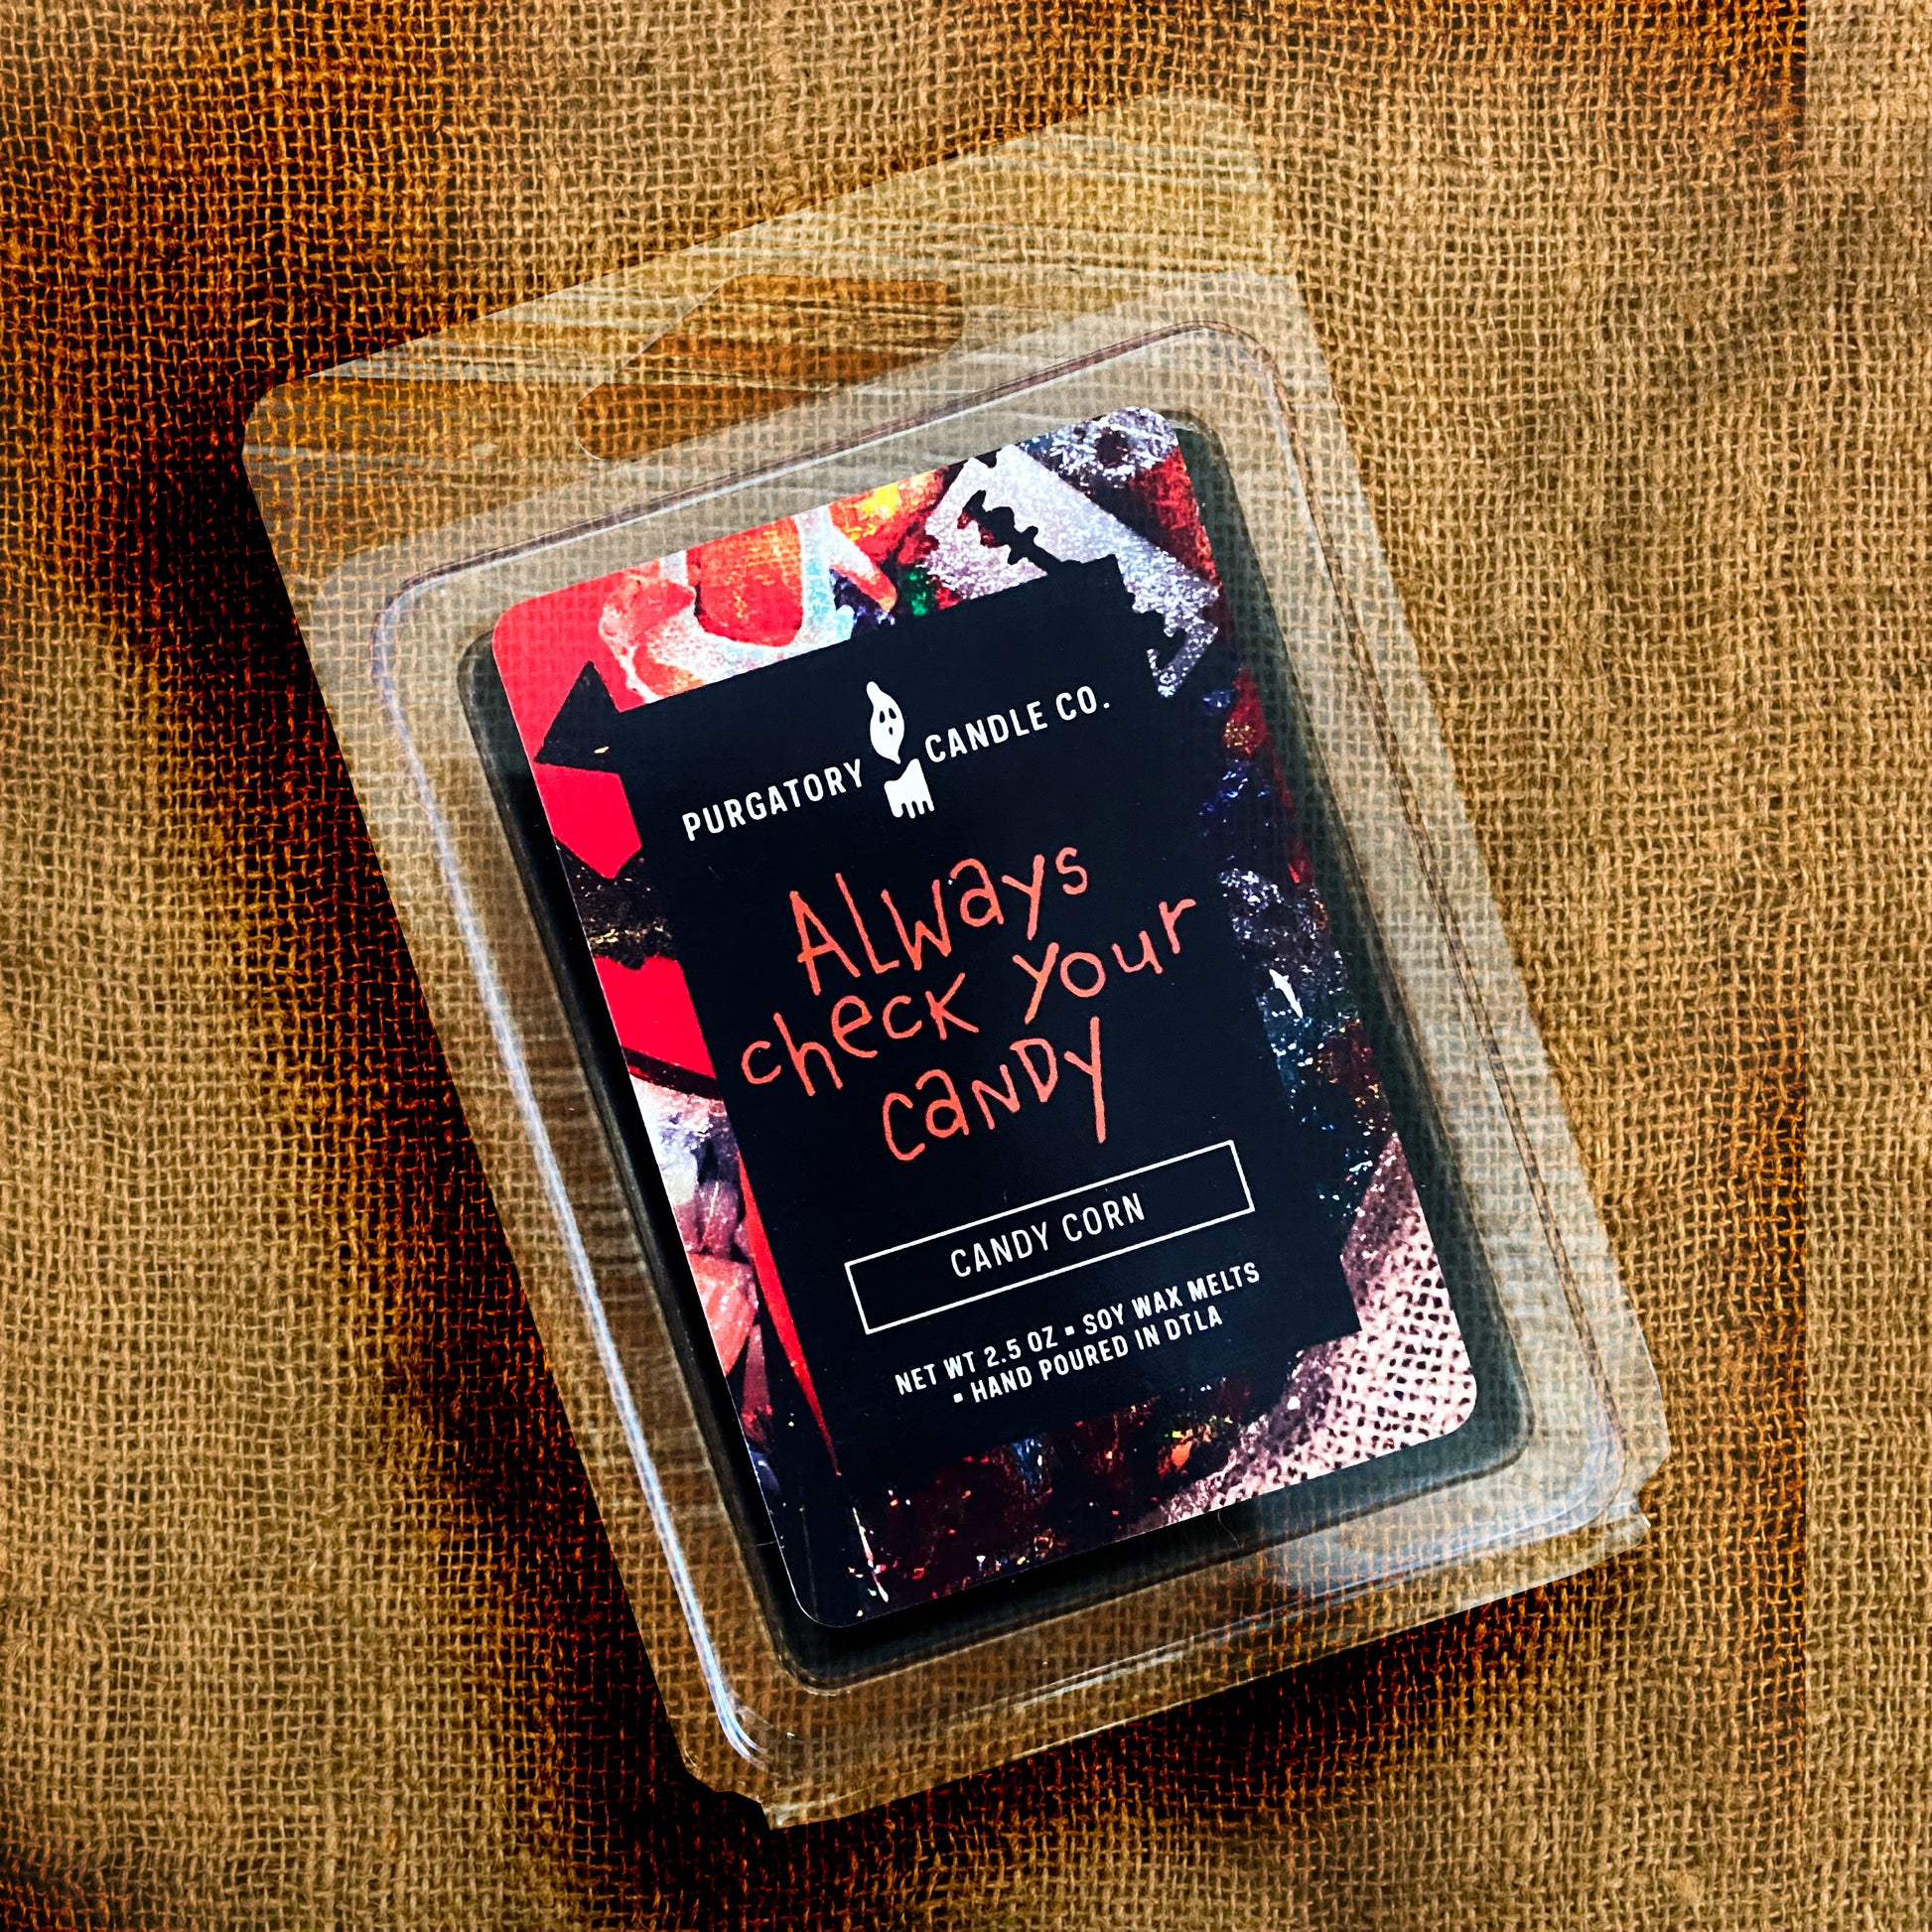 PURGATORY CANDLE CO.
Always
check your
candy
CANDY CORN
NET WT 2.5 OZ ▪ SOY WAX MELTS
▪ HAND POURED IN DTLA